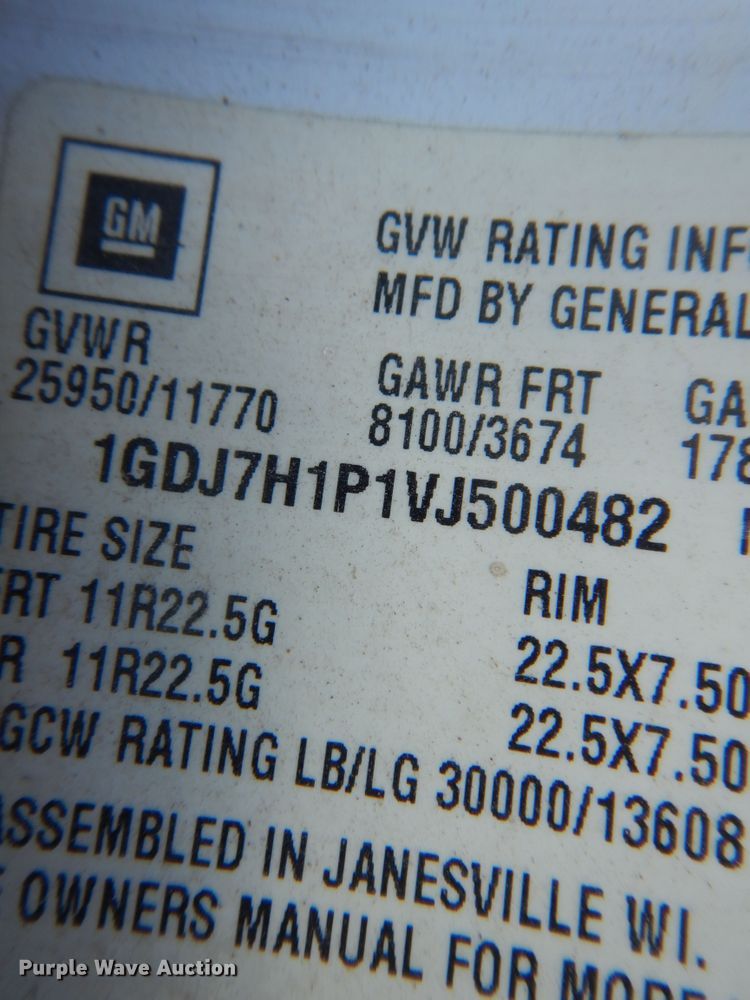 GM
GVW RATING INF
MFD BY GENERAL
GVWR GAWR FRT GA
25950/11770 8100/3674 178
1GDJ7H1P1VJ500482
TIRE SIZE RIM
FRT 11R22.5G 22.5X7.50
R 11R22.5G 22.5X7.50
GCW RATING LB/LG 30000/13608
ASSEMBLED IN JANESVILLE WI.
OWNERS MANUAL FOR MORE
Purple Wave Auction